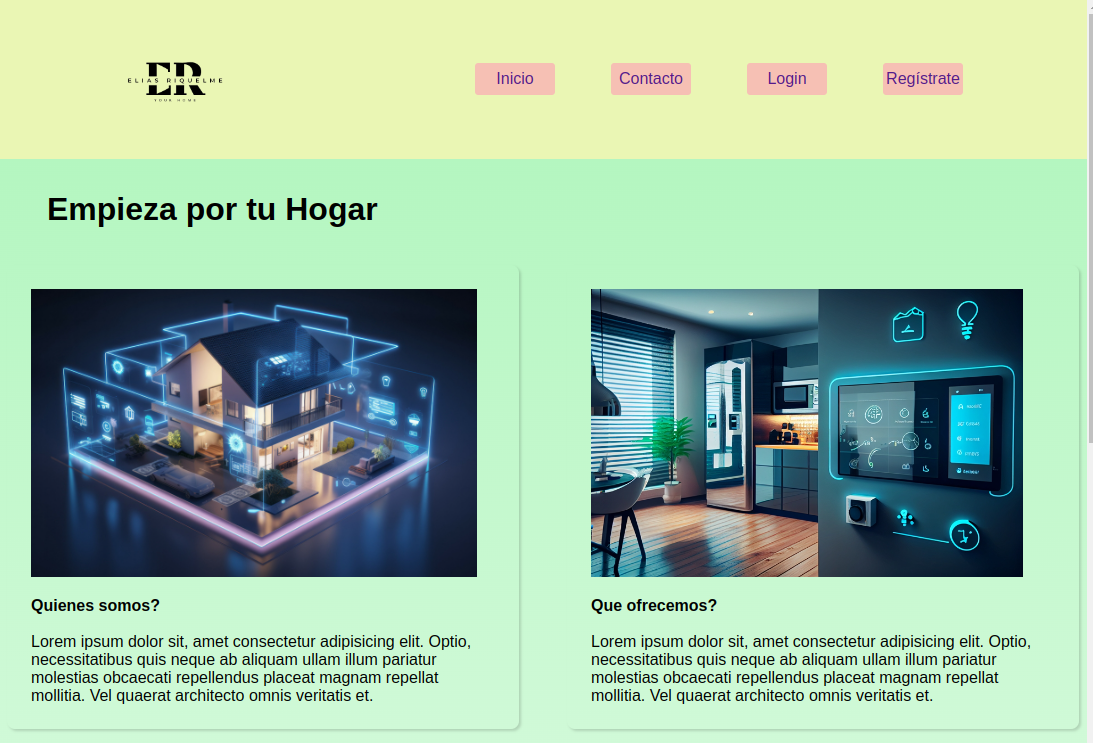 ER
ELIAS RIQUELME
YOUR HOME
Inicio
Contacto
Login
Regístrate
Empieza por tu Hogar
Quienes somos?
Lorem ipsum dolor sit, amet consectetur adipisicing elit. Optio,
necessitatibus quis neque ab aliquam ullam illum pariatur
molestias obcaecati repellendus placeat magnam repellat
mollitia. Vel quaerat architecto omnis veritatis et.
Que ofrecemos?
Lorem ipsum dolor sit, amet consectetur adipisicing elit. Optio,
necessitatibus quis neque ab aliquam ullam illum pariatur
molestias obcaecati repellendus placeat magnam repellat
mollitia. Vel quaerat architecto omnis veritatis et.